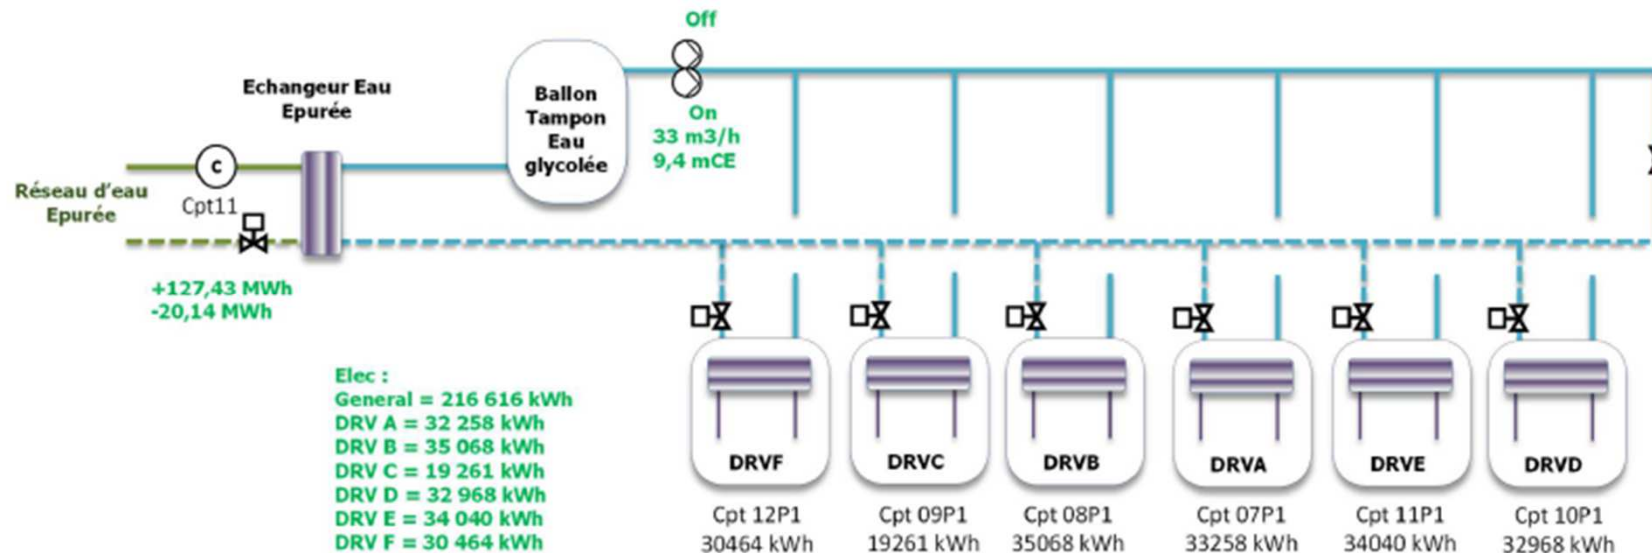 Off
Echangeur Eau
Epurée
Ballon
Tampon
Eau
glycolée
On
33 m3/h
9,4 mCE
c
Cpt11
Réseau d'eau
Epurée
+127,43 MWh
-20,14 MWh
Elec :
General = 216 616 kWh
DRV A = 32 258 kWh
DRV B = 35 068 kWh
DRV C = 19 261 kWh
DRV D = 32 968 kWh
DRV E = 34 040 kWh
DRV F = 30 464 kWh
DRVF
DRVC
DRVB
DRVA
DRVE
DRVD
Cpt 12P1
30464 kWh
Cpt 09P1
19261 kWh
Cpt 08P1
35068 kWh
Cpt 07P1
33258 kWh
Cpt 11P1
34040 kWh
Cpt 10P1
32968 kWh